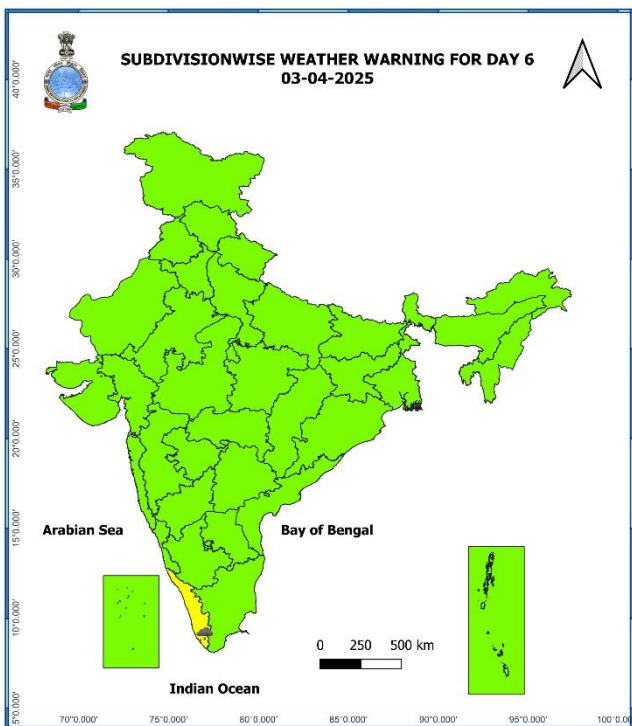 SUBDIVISIONWISE WEATHER WARNING FOR DAY 6
03-04-2025
40°0.000'
35°0.000'
30°0.000'
25°0.000'
20°0.000'
15°0.000'
10°0.000'
5°0.000'
Arabian Sea
Bay of Bengal
0 250 500 km
Indian Ocean
70°0.000' 75°0.000' 80°0.000' 85°0.000' 90°0.000' 95°0.000' 100°0.0